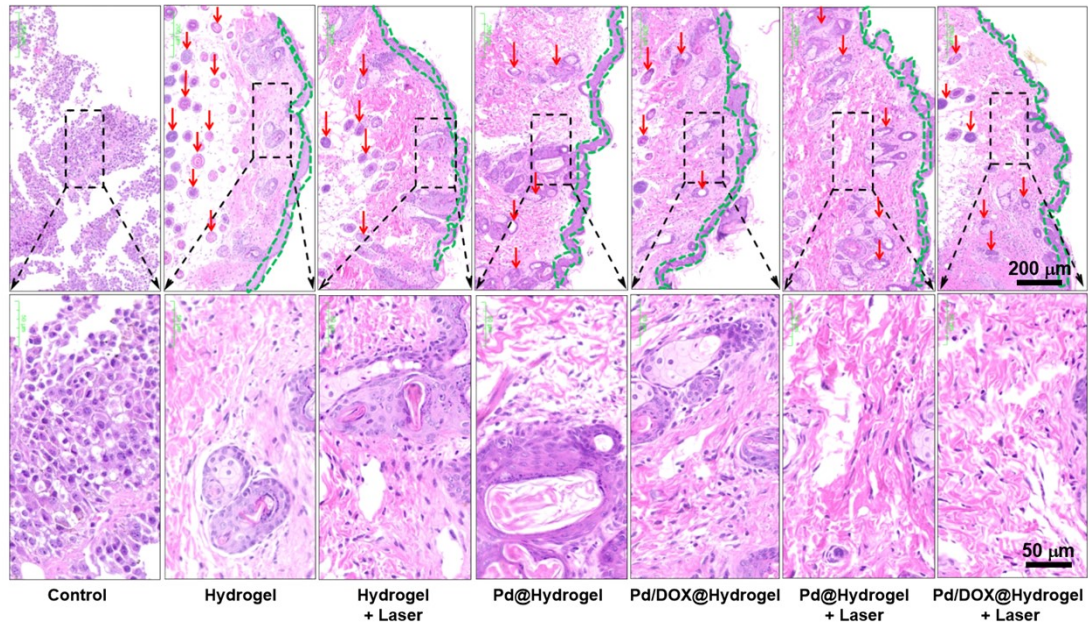 200 μm
50 μm
Control
Hydrogel
Hydrogel
+ Laser
Pd@Hydrogel
Pd/DOX@Hydrogel
Pd@Hydrogel
+ Laser
Pd/DOX@Hydrogel
+ Laser